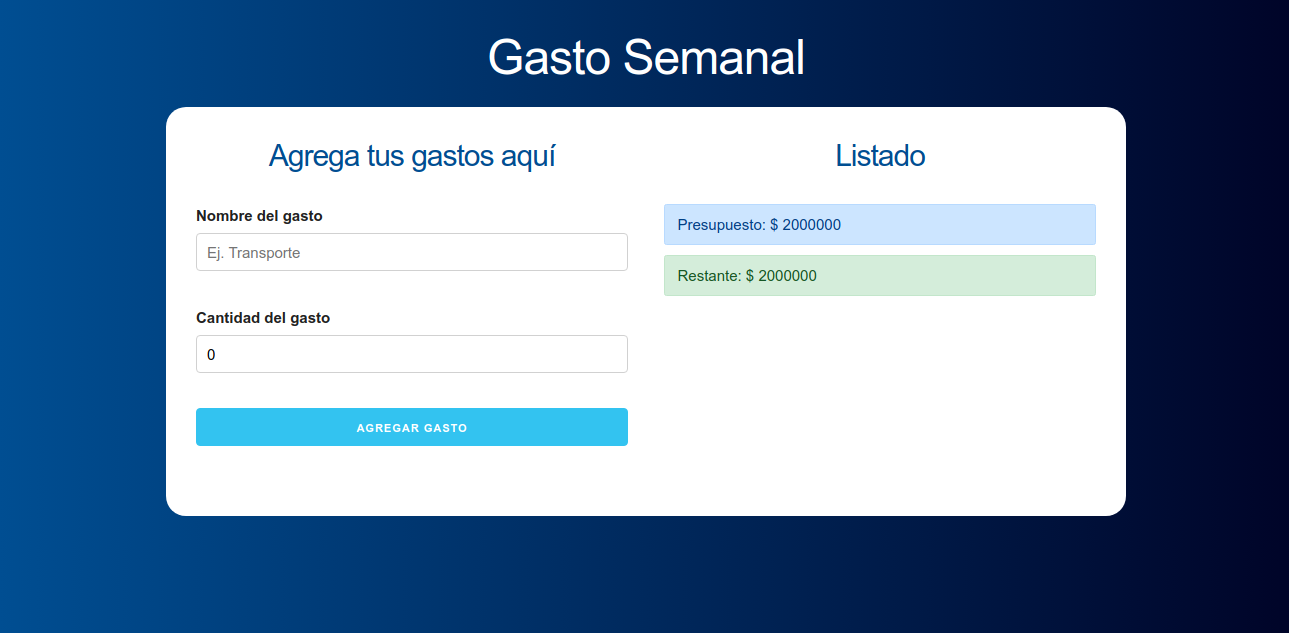 Gasto Semanal
Agrega tus gastos aquí
Nombre del gasto
Ej. Transporte
Cantidad del gasto
0
AGREGAR GASTO
Listado
Presupuesto: $ 2000000
Restante: $ 2000000